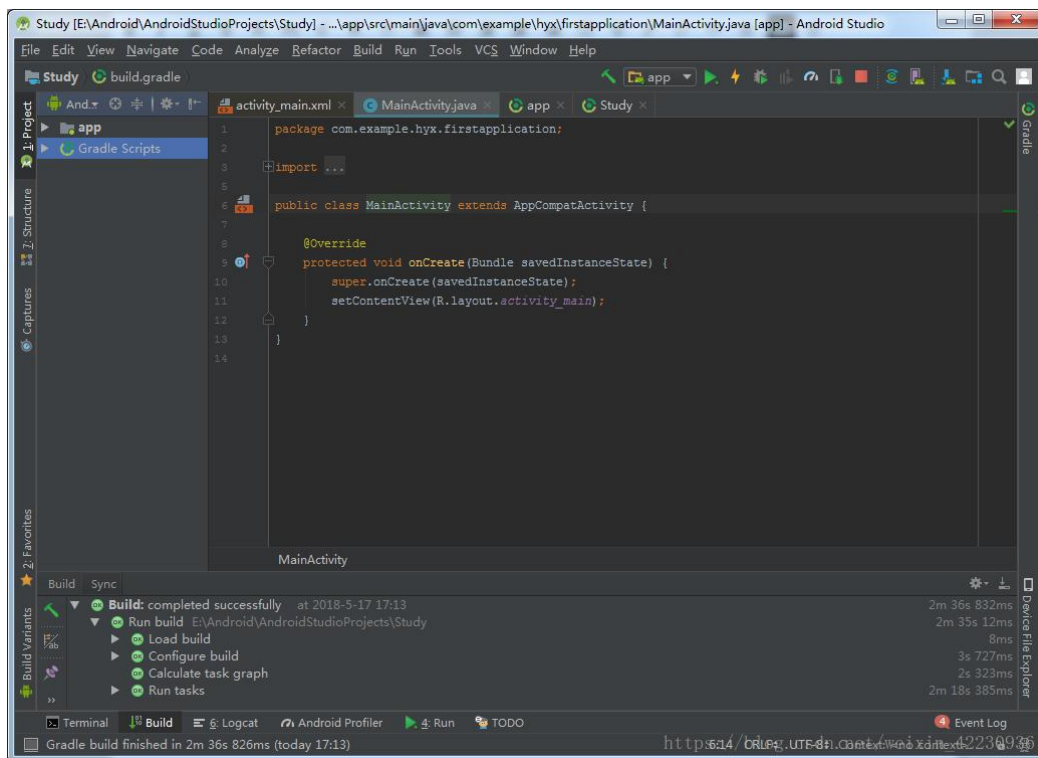 Study [E:\Android\AndroidStudioProjects\Study] - ...\app\src\main\java\com\example\hyx\firstapplication\MainActivity.java [app] - Android Studio
File Edit View Navigate Code Analyze Refactor Build Run Tools VCS Window Help
Study build.gradle app
1: Project And.. activity_main.xml MainActivity.java app Study Gradle
app
Gradle Scripts
7: Structure
Captures
2: Favorites
Build Variants
1 package com.example.hyx.firstapplication;
2
3 import ...
5
6 public class MainActivity extends AppCompatActivity {
7
8 @Override
9 protected void onCreate(Bundle savedInstanceState) {
10 super.onCreate(savedInstanceState);
11 setContentView(R.layout.activity_main);
12 }
13 }
14
MainActivity
Build Sync
Build: completed successfully at 2018-5-17 17:13 2m 36s 832ms
Run build E:\Android\AndroidStudioProjects\Study 2m 35s 12ms
Load build 8ms
Configure build 3s 727ms
Calculate task graph 2s 323ms
Run tasks 2m 18s 385ms
Device File Explorer
Terminal Build 6: Logcat Android Profiler 4: Run TODO 4 Event Log
Gradle build finished in 2m 36s 826ms (today 17:13) 6:14 CRLF UTF-8